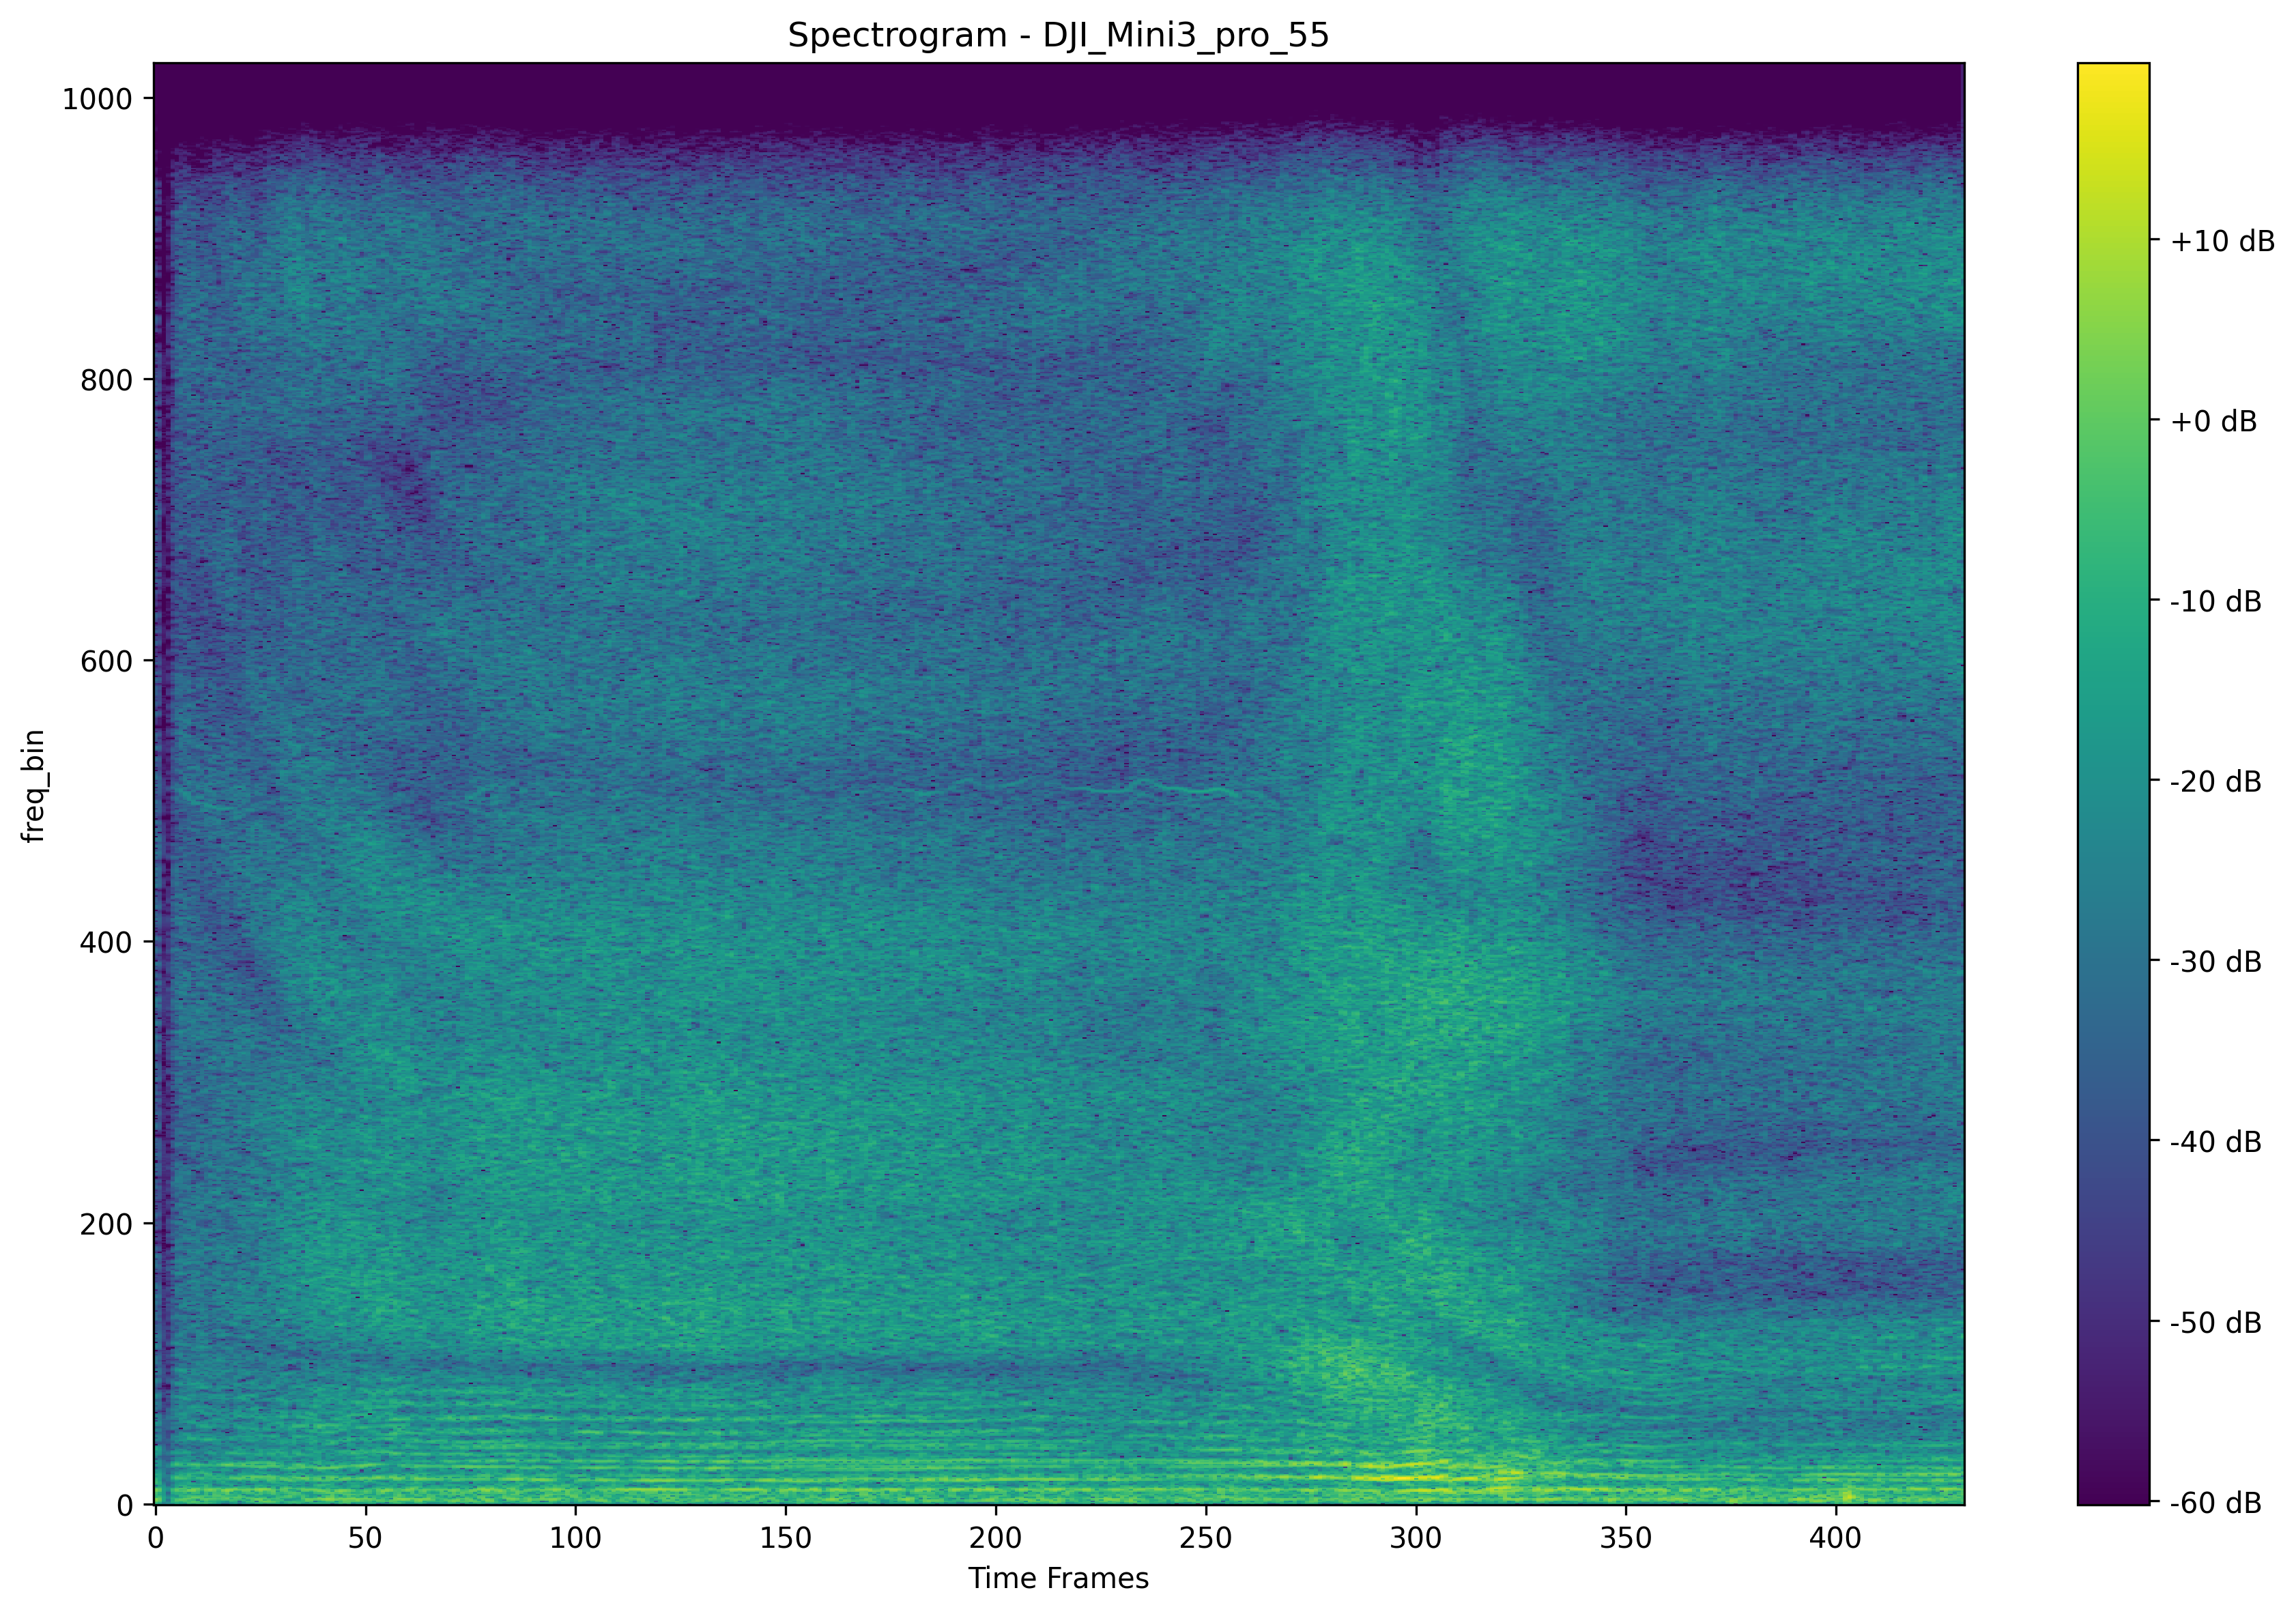 Spectrogram - DJI_Mini3_pro_55
1000
800
600
400
200
0
freq_bin
0 50 100 150 200 250 300 350 400
Time Frames
+10 dB
+0 dB
-10 dB
-20 dB
-30 dB
-40 dB
-50 dB
-60 dB